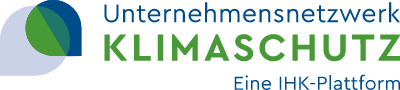 Unternehmensnetzwerk
KLIMASCHUTZ
Eine IHK-Plattform